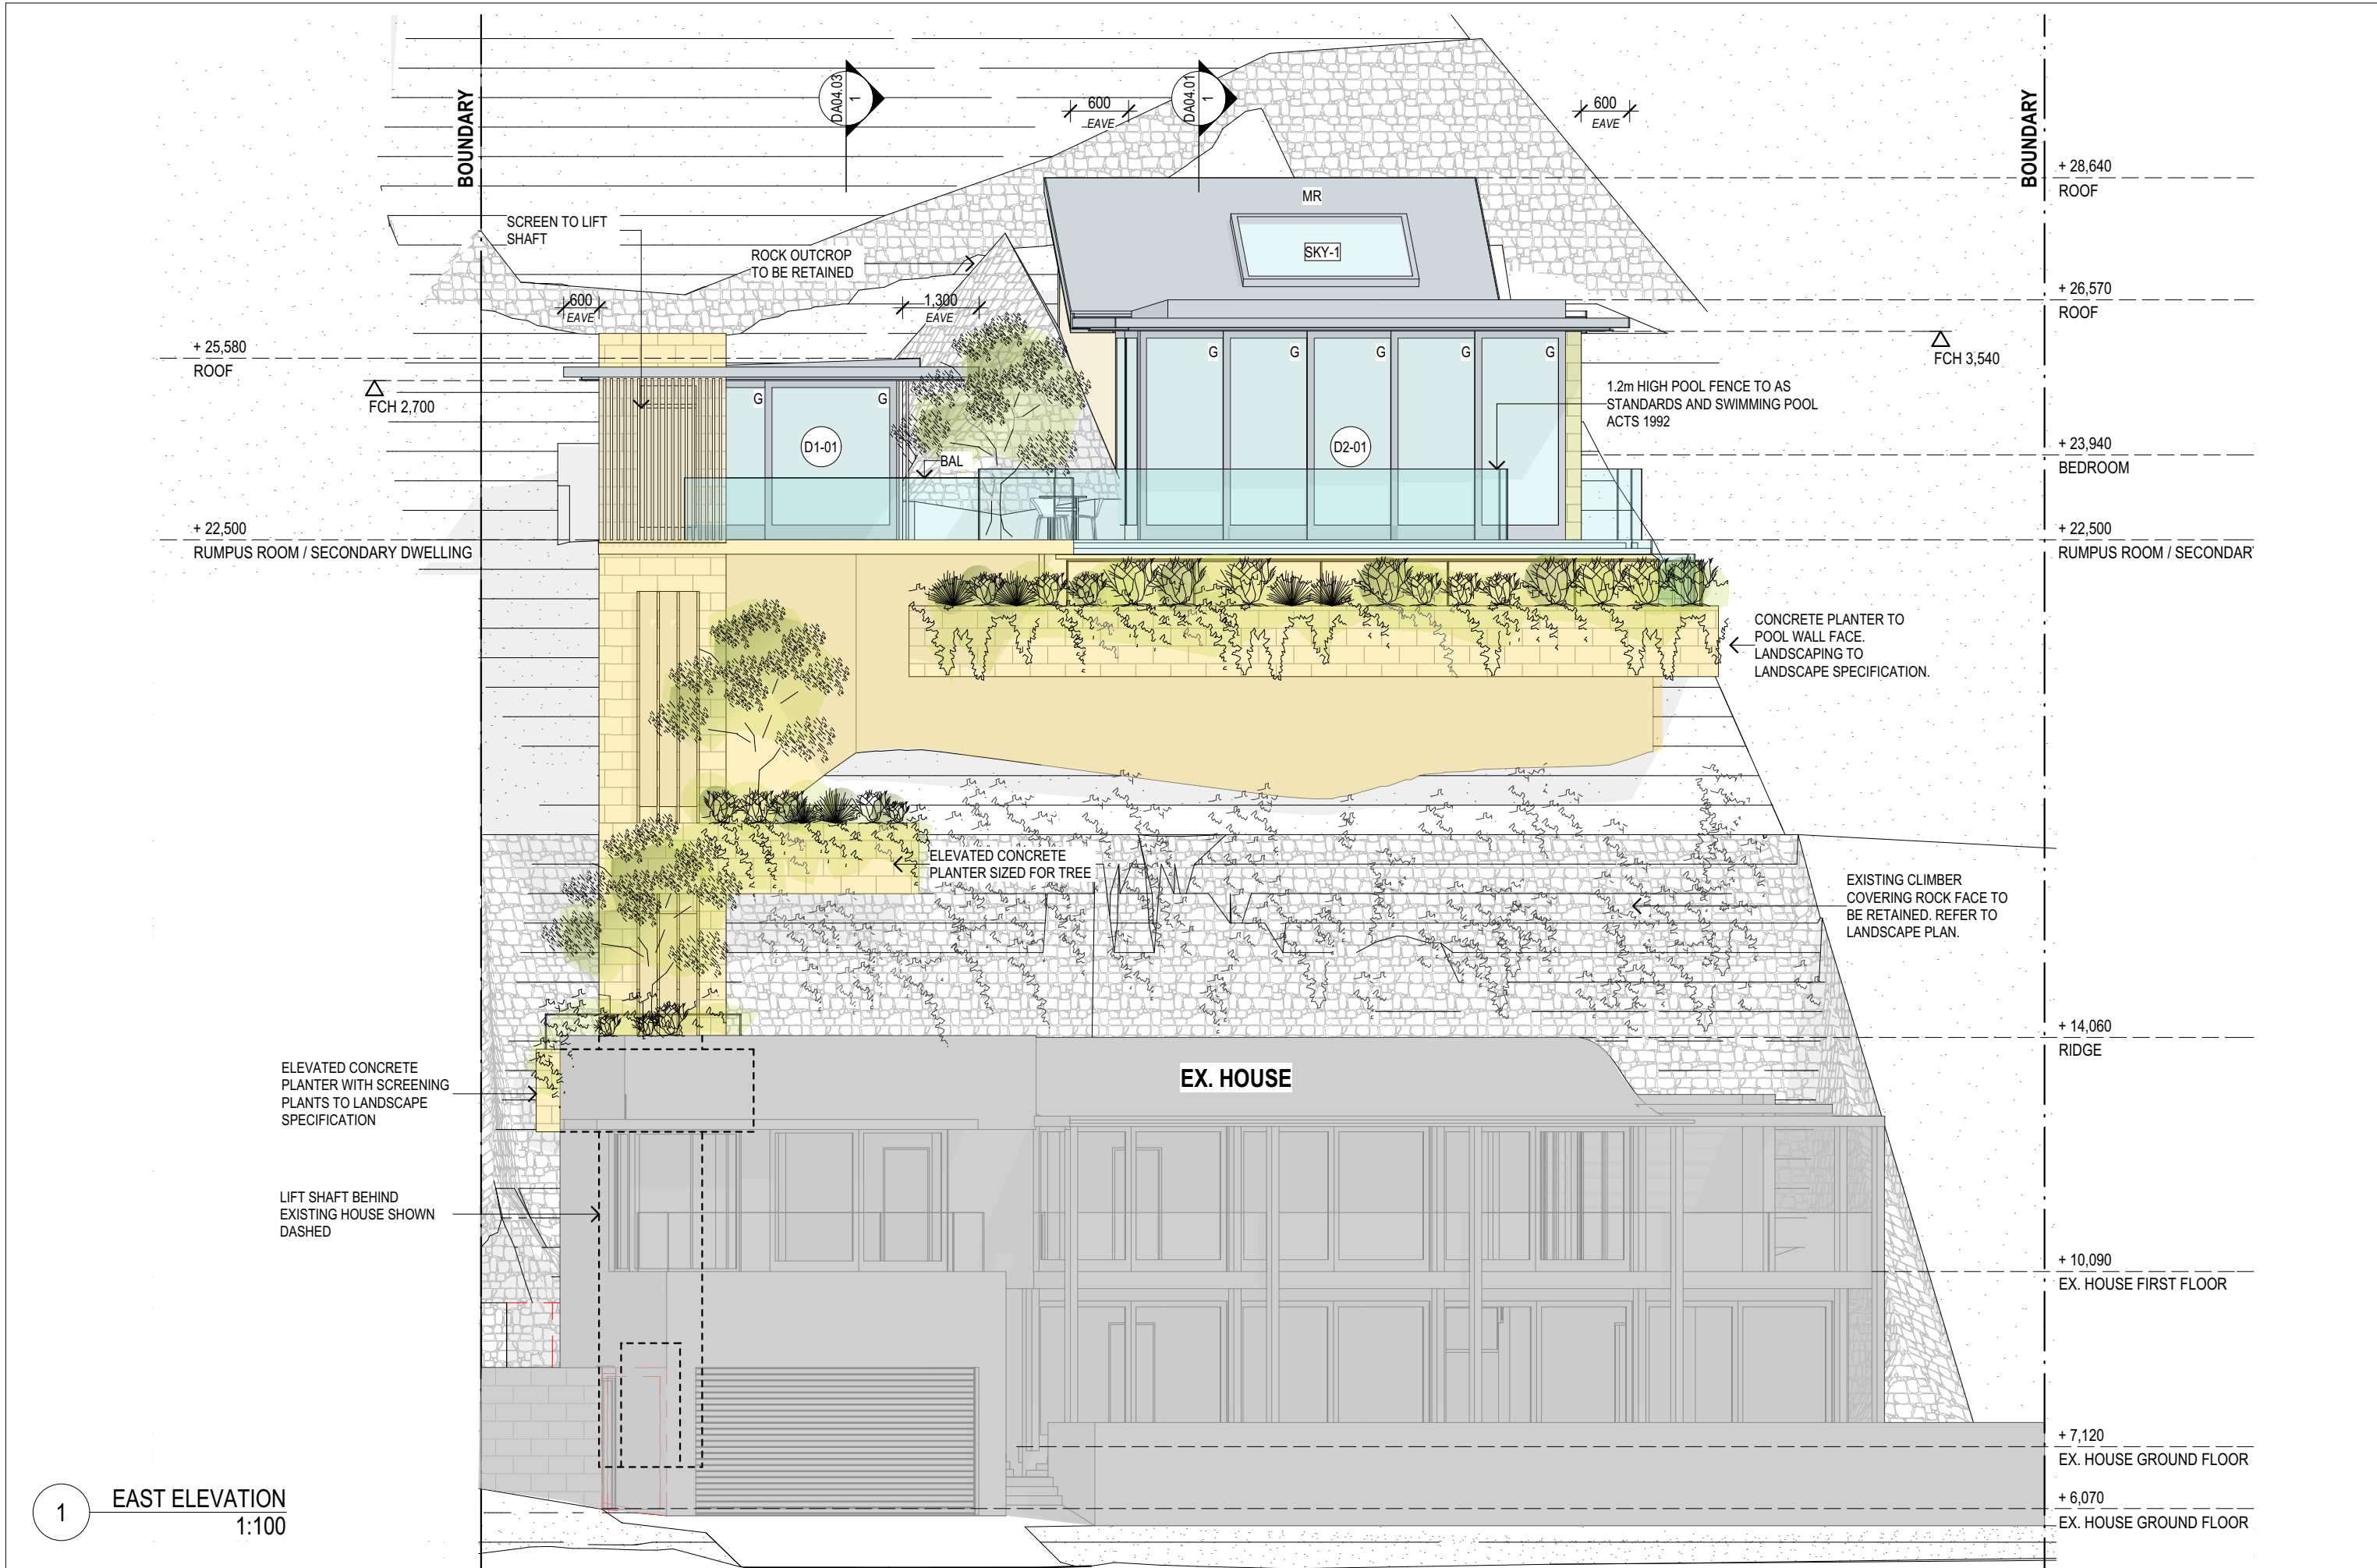 BOUNDARY
DA04.03
1
600
EAVE
DA04.01
1
600
EAVE
BOUNDARY
+ 28,640
ROOF
MR
SCREEN TO LIFT
SHAFT
ROCK OUTCROP
TO BE RETAINED
SKY-1
600
EAVE
1,300
EAVE
+ 26,570
ROOF
+ 25,580
ROOF
FCH 2,700
G
G
G
G
G
G
G
FCH 3,540
1.2m HIGH POOL FENCE TO AS
STANDARDS AND SWIMMING POOL
ACTS 1992
D1-01
D2-01
BAL
+ 23,940
BEDROOM
+ 22,500
RUMPUS ROOM / SECONDARY DWELLING
+ 22,500
RUMPUS ROOM / SECONDAR
CONCRETE PLANTER TO
POOL WALL FACE.
LANDSCAPING TO
LANDSCAPE SPECIFICATION.
ELEVATED CONCRETE
PLANTER SIZED FOR TREE
EXISTING CLIMBER
COVERING ROCK FACE TO
BE RETAINED. REFER TO
LANDSCAPE PLAN.
+ 14,060
RIDGE
ELEVATED CONCRETE
PLANTER WITH SCREENING
PLANTS TO LANDSCAPE
SPECIFICATION
EX. HOUSE
LIFT SHAFT BEHIND
EXISTING HOUSE SHOWN
DASHED
+ 10,090
EX. HOUSE FIRST FLOOR
+ 7,120
EX. HOUSE GROUND FLOOR
+ 6,070
EX. HOUSE GROUND FLOOR
1
EAST ELEVATION
1:100